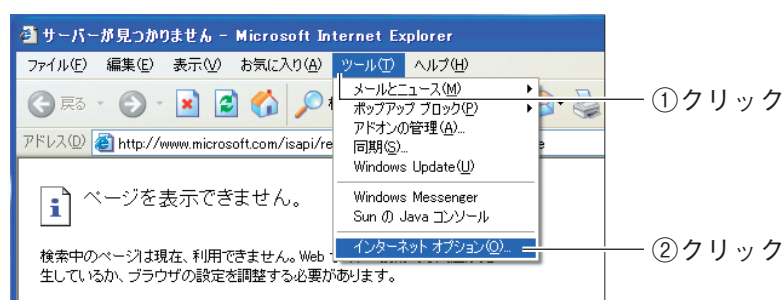 サーバーが見つかりません - Microsoft Internet Explorer
ファイル(F) 編集(E) 表示(V) お気に入り(A) ツール(T) ヘルプ(H)
戻る
メールとニュース(M)
ポップアップ ブロック(P)
アドオンの管理(A)...
同期(S)...
Windows Update(U)
Windows Messenger
Sun の Java コンソール
インターネット オプション(O)...
①クリック
②クリック
アドレス(D) http://www.microsoft.com/isapi/re
ページを表示できません。
検索中のページは現在、利用できません。Web
生しているか、ブラウザの設定を調整する必要があります。